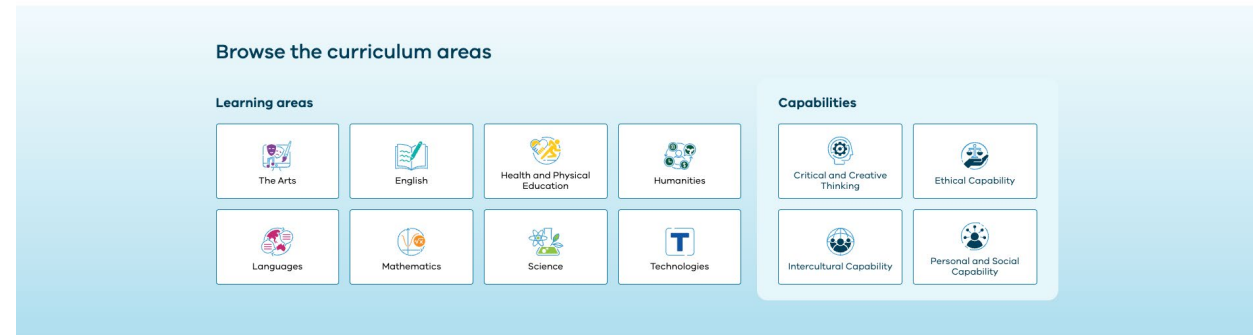 Browse the curriculum areas
Learning areas
The Arts
English
Health and Physical
Education
Humanities
Languages
Mathematics
Science
T
Technologies
Capabilities
Critical and Creative
Thinking
Ethical Capability
Intercultural Capability
Personal and Social
Capability